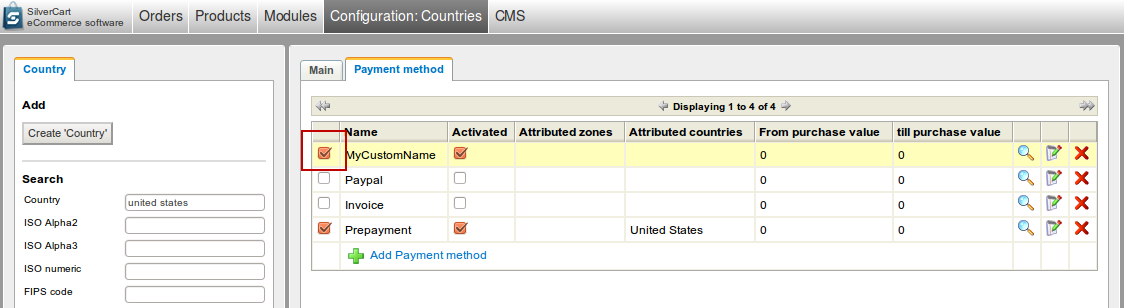 SilverCart
eCommerce software
Orders Products Modules Configuration: Countries CMS
Country
Add
Create 'Country'
Search
Country united states
ISO Alpha2
ISO Alpha3
ISO numeric
FIPS code
Main Payment method
Displaying 1 to 4 of 4
Name Activated Attributed zones Attributed countries From purchase value till purchase value
MyCustomName 0 0
Paypal 0 0
Invoice 0 0
Prepayment United States 0 0
Add Payment method